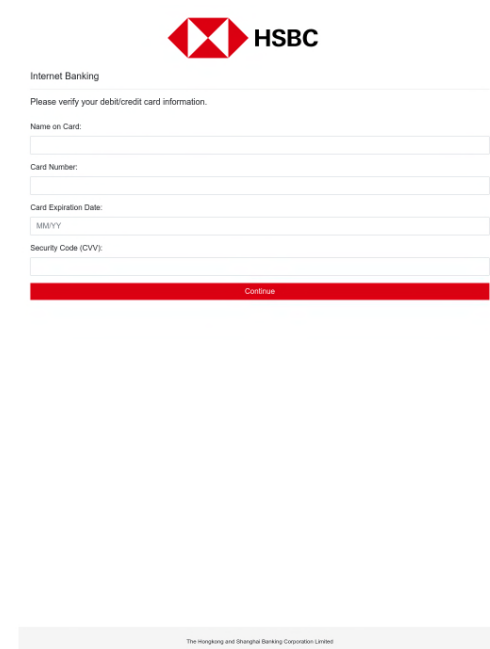 HSBC
Internet Banking
Please verify your debit/credit card information.
Name on Card:
Card Number:
Card Expiration Date:
MM/YY
Security Code (CVV):
Continue
The Hongkong and Shanghai Banking Corporation Limited